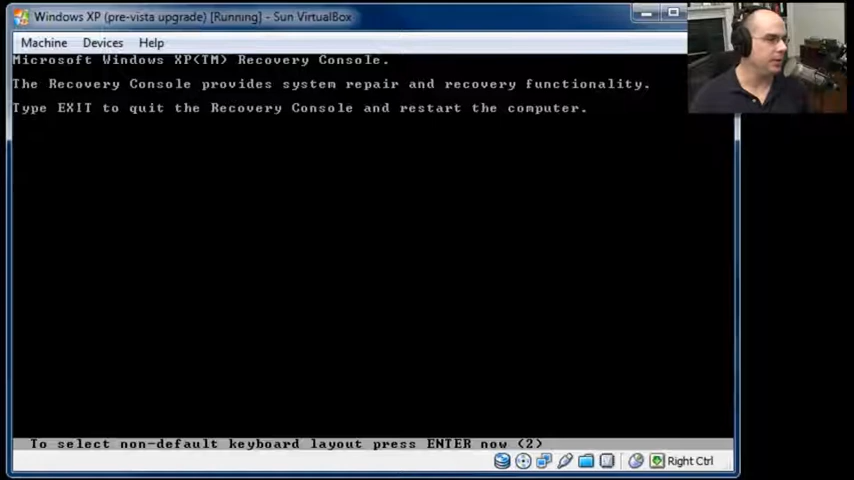 Windows XP (pre-vista upgrade) [Running] - Sun VirtualBox
Machine Devices Help
Microsoft Windows XP(TM) Recovery Console.
The Recovery Console provides system repair and recovery functionality.
Type EXIT to quit the Recovery Console and restart the computer.
To select non-default keyboard layout press ENTER now (2)
Right Ctrl